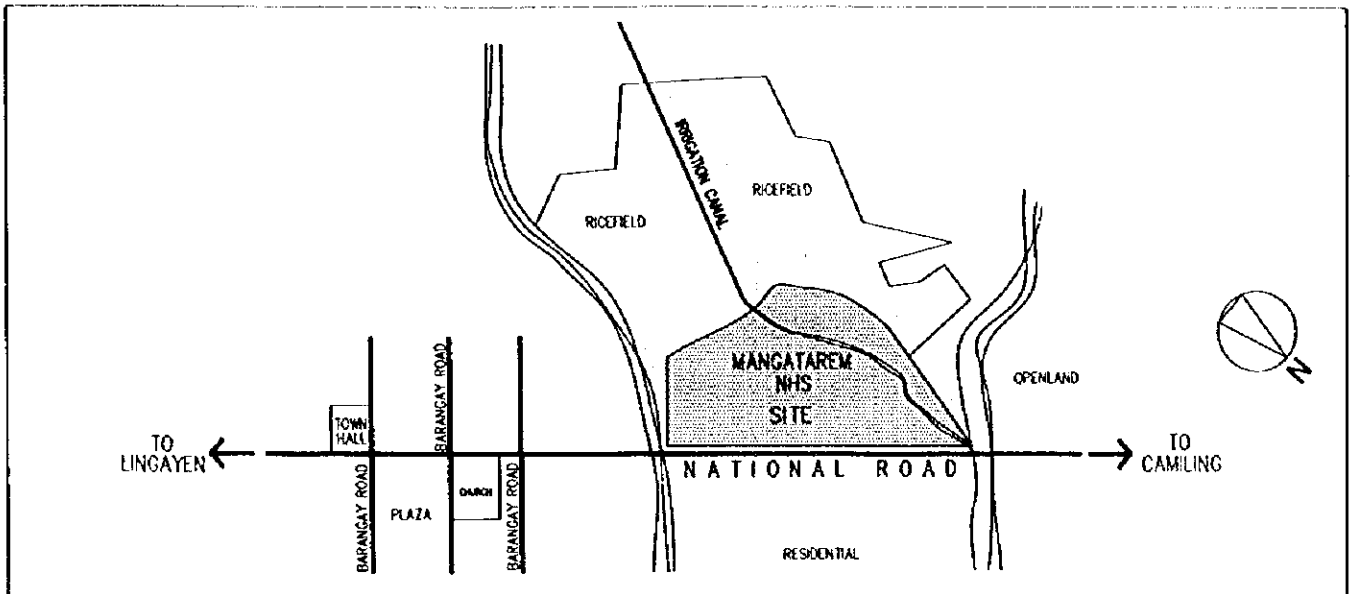 IRRIGATION CANAL
RICEFIELD
RICEFIELD
MANGATAREM
NHS
SITE
OPENLAND
N
TOWN
HALL
BARANGAY ROAD
TO
LINGAYEN
TO
CAMILING
NATIONAL ROAD
BARANGAY ROAD
PLAZA
CHURCH
BARANGAY ROAD
RESIDENTIAL